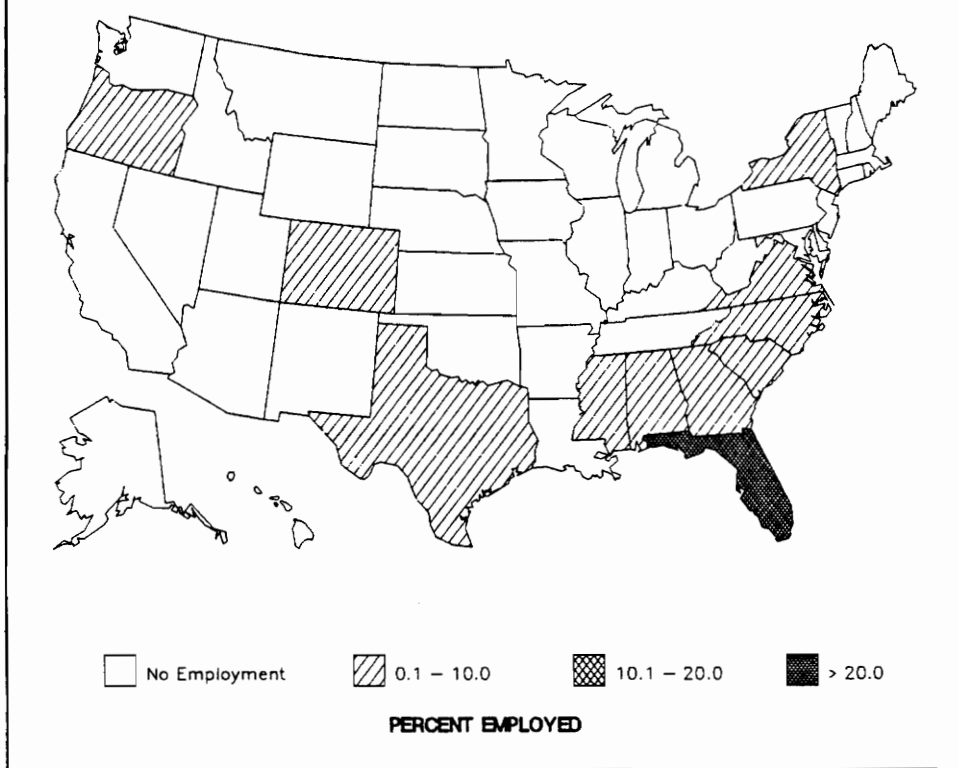 No Employment 0.1 – 10.0 10.1 – 20.0 > 20.0
PERCENT EMPLOYED